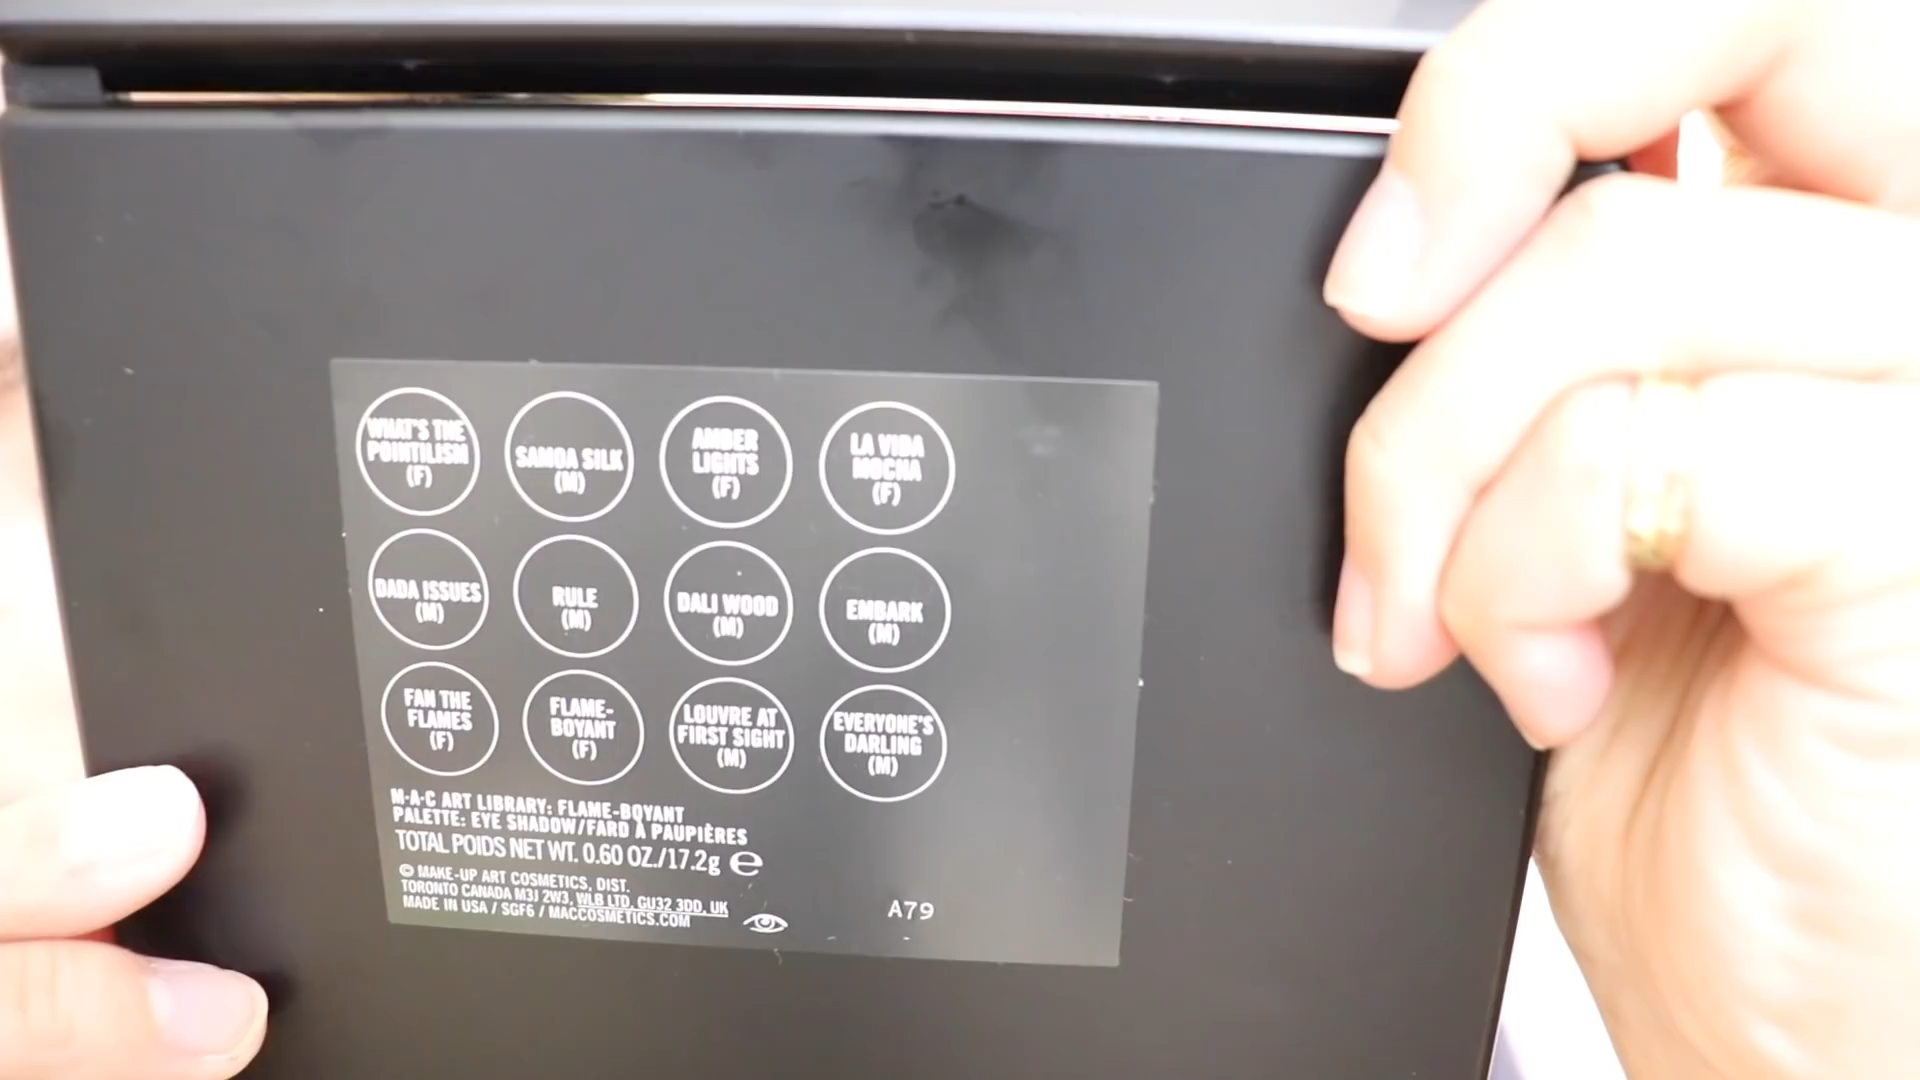 WHAT'S THE
POINTILISM
(F)
SAMOA SILK
(M)
AMBER
LIGHTS
(F)
LA VIDA
MOCHA
(F)
DADA ISSUES
(M)
RULE
(M)
DALI WOOD
(M)
EMBARK
(M)
FAN THE
FLAMES
(F)
FLAME-
BOYANT
(F)
LOUVRE AT
FIRST SIGHT
(M)
EVERYONE'S
DARLING
(M)
M·A·C ART LIBRARY: FLAME-BOYANT
PALETTE: EYE SHADOW/FARD À PAUPIÈRES
TOTAL POIDS NET WT. 0.60 OZ./17.2g e
© MAKE-UP ART COSMETICS, DIST.
TORONTO CANADA M3J 2W3, WLB LTD, GU32 3DD, UK
MADE IN USA / SGF6 / MACCOSMETICS.COM
A79